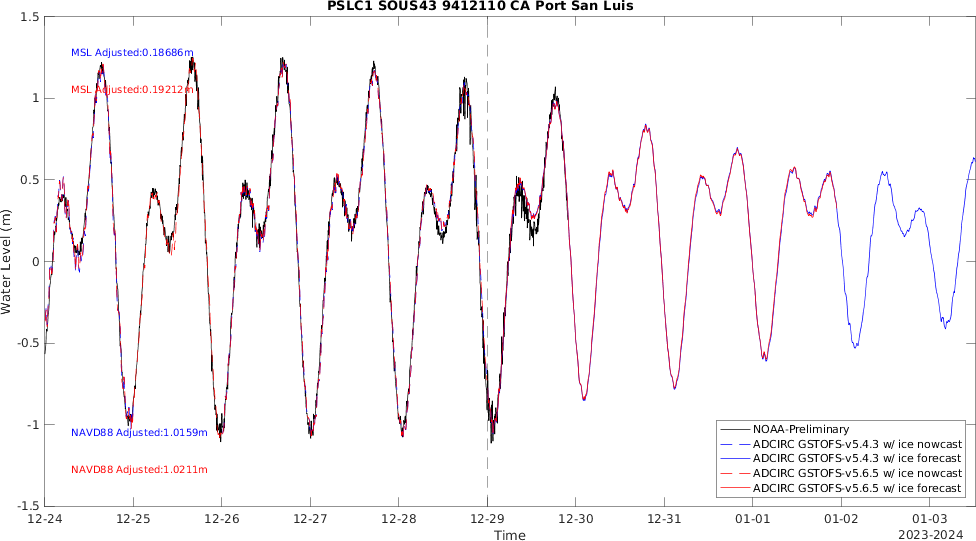 PSLC1 SOUS43 9412110 CA Port San Luis
1.5
1
0.5
0
-0.5
-1
-1.5
Water Level (m)
MSL Adjusted:0.18686m
MSL Adjusted:0.19212m
NAVD88 Adjusted:1.0159m
NAVD88 Adjusted:1.0211m
NOAA-Preliminary
ADCIRC GSTOFS-v5.4.3 w/ ice nowcast
ADCIRC GSTOFS-v5.4.3 w/ ice forecast
ADCIRC GSTOFS-v5.6.5 w/ ice nowcast
ADCIRC GSTOFS-v5.6.5 w/ ice forecast
12-24 12-25 12-26 12-27 12-28 12-29 12-30 12-31 01-01 01-02 01-03
Time
2023-2024